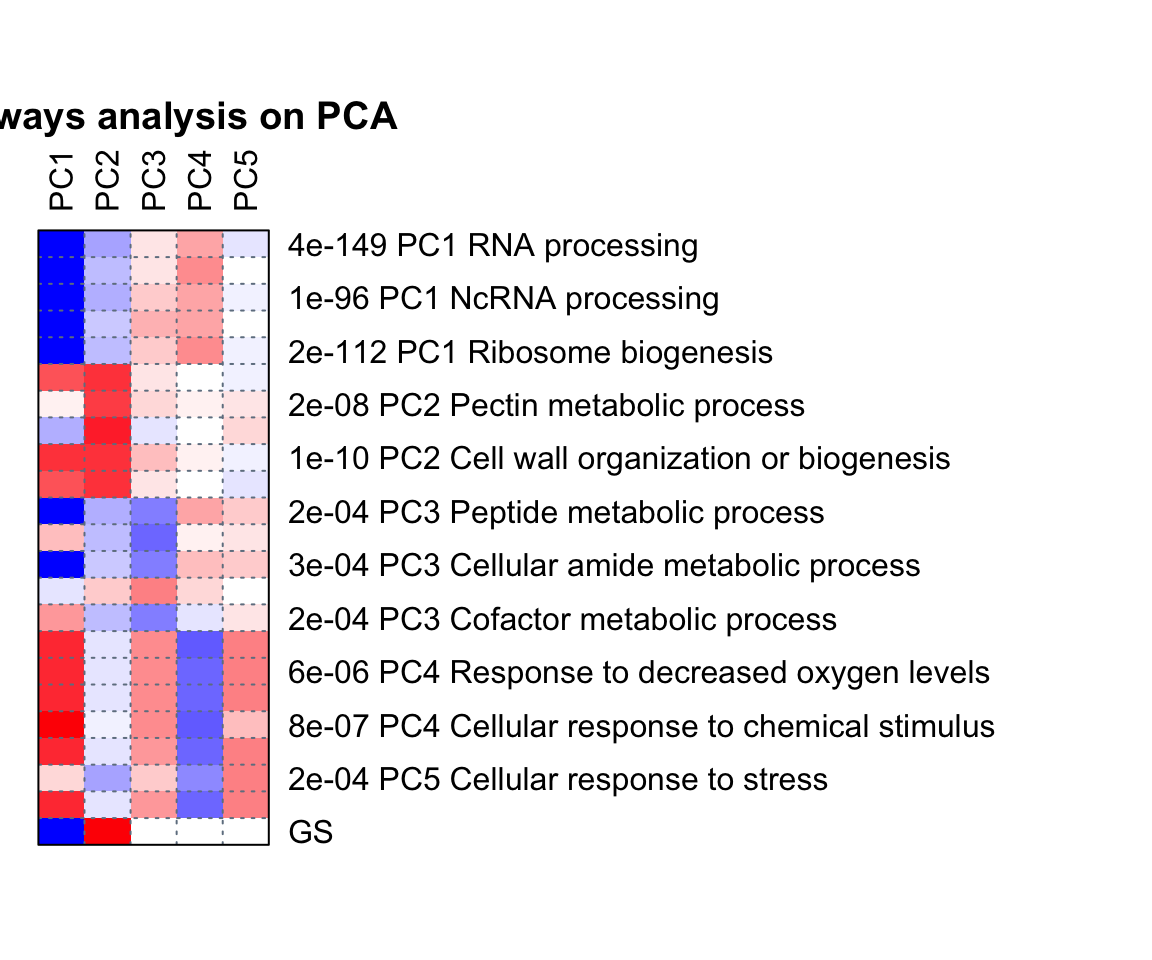 ways analysis on PCA
PC1 PC2 PC3 PC4 PC5
4e-149 PC1 RNA processing
1e-96 PC1 NcRNA processing
2e-112 PC1 Ribosome biogenesis
2e-08 PC2 Pectin metabolic process
1e-10 PC2 Cell wall organization or biogenesis
2e-04 PC3 Peptide metabolic process
3e-04 PC3 Cellular amide metabolic process
2e-04 PC3 Cofactor metabolic process
6e-06 PC4 Response to decreased oxygen levels
8e-07 PC4 Cellular response to chemical stimulus
2e-04 PC5 Cellular response to stress
GS